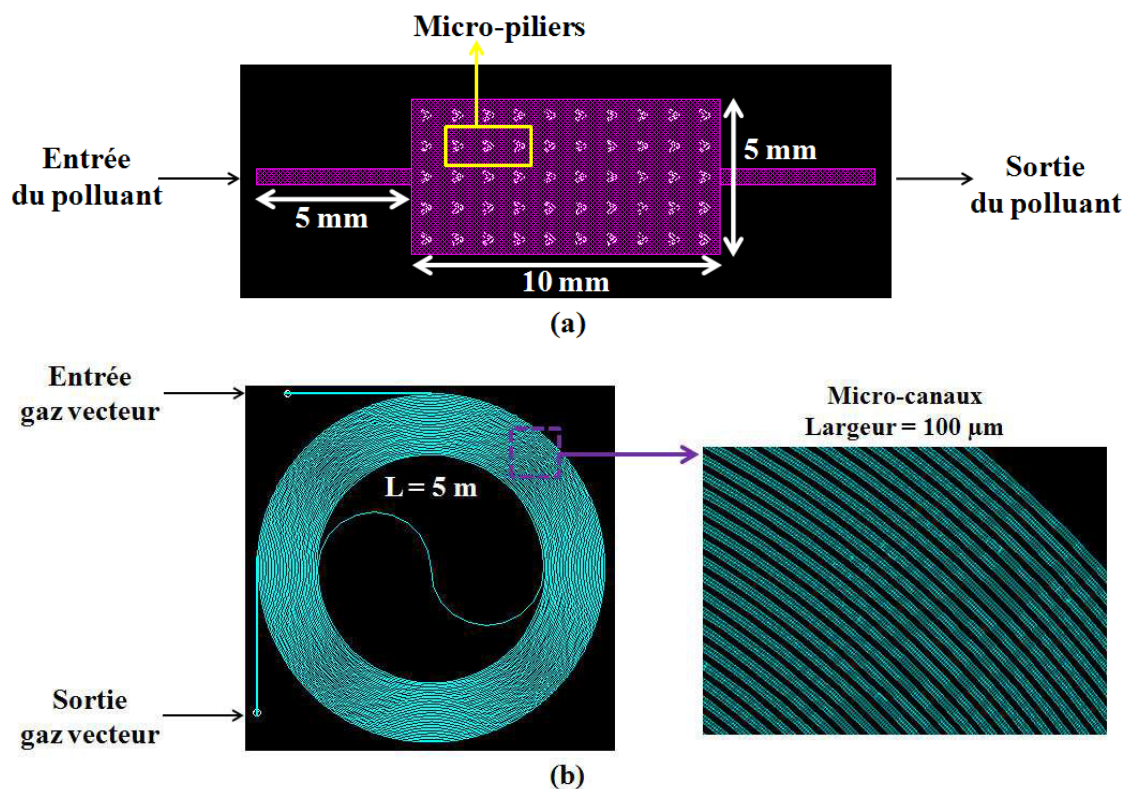 Micro-piliers
Entrée
du polluant
5 mm
5 mm
10 mm
Sortie
du polluant
(a)
Entrée
gaz vecteur
L = 5 m
Micro-canaux
Largeur = 100 µm
Sortie
gaz vecteur
(b)